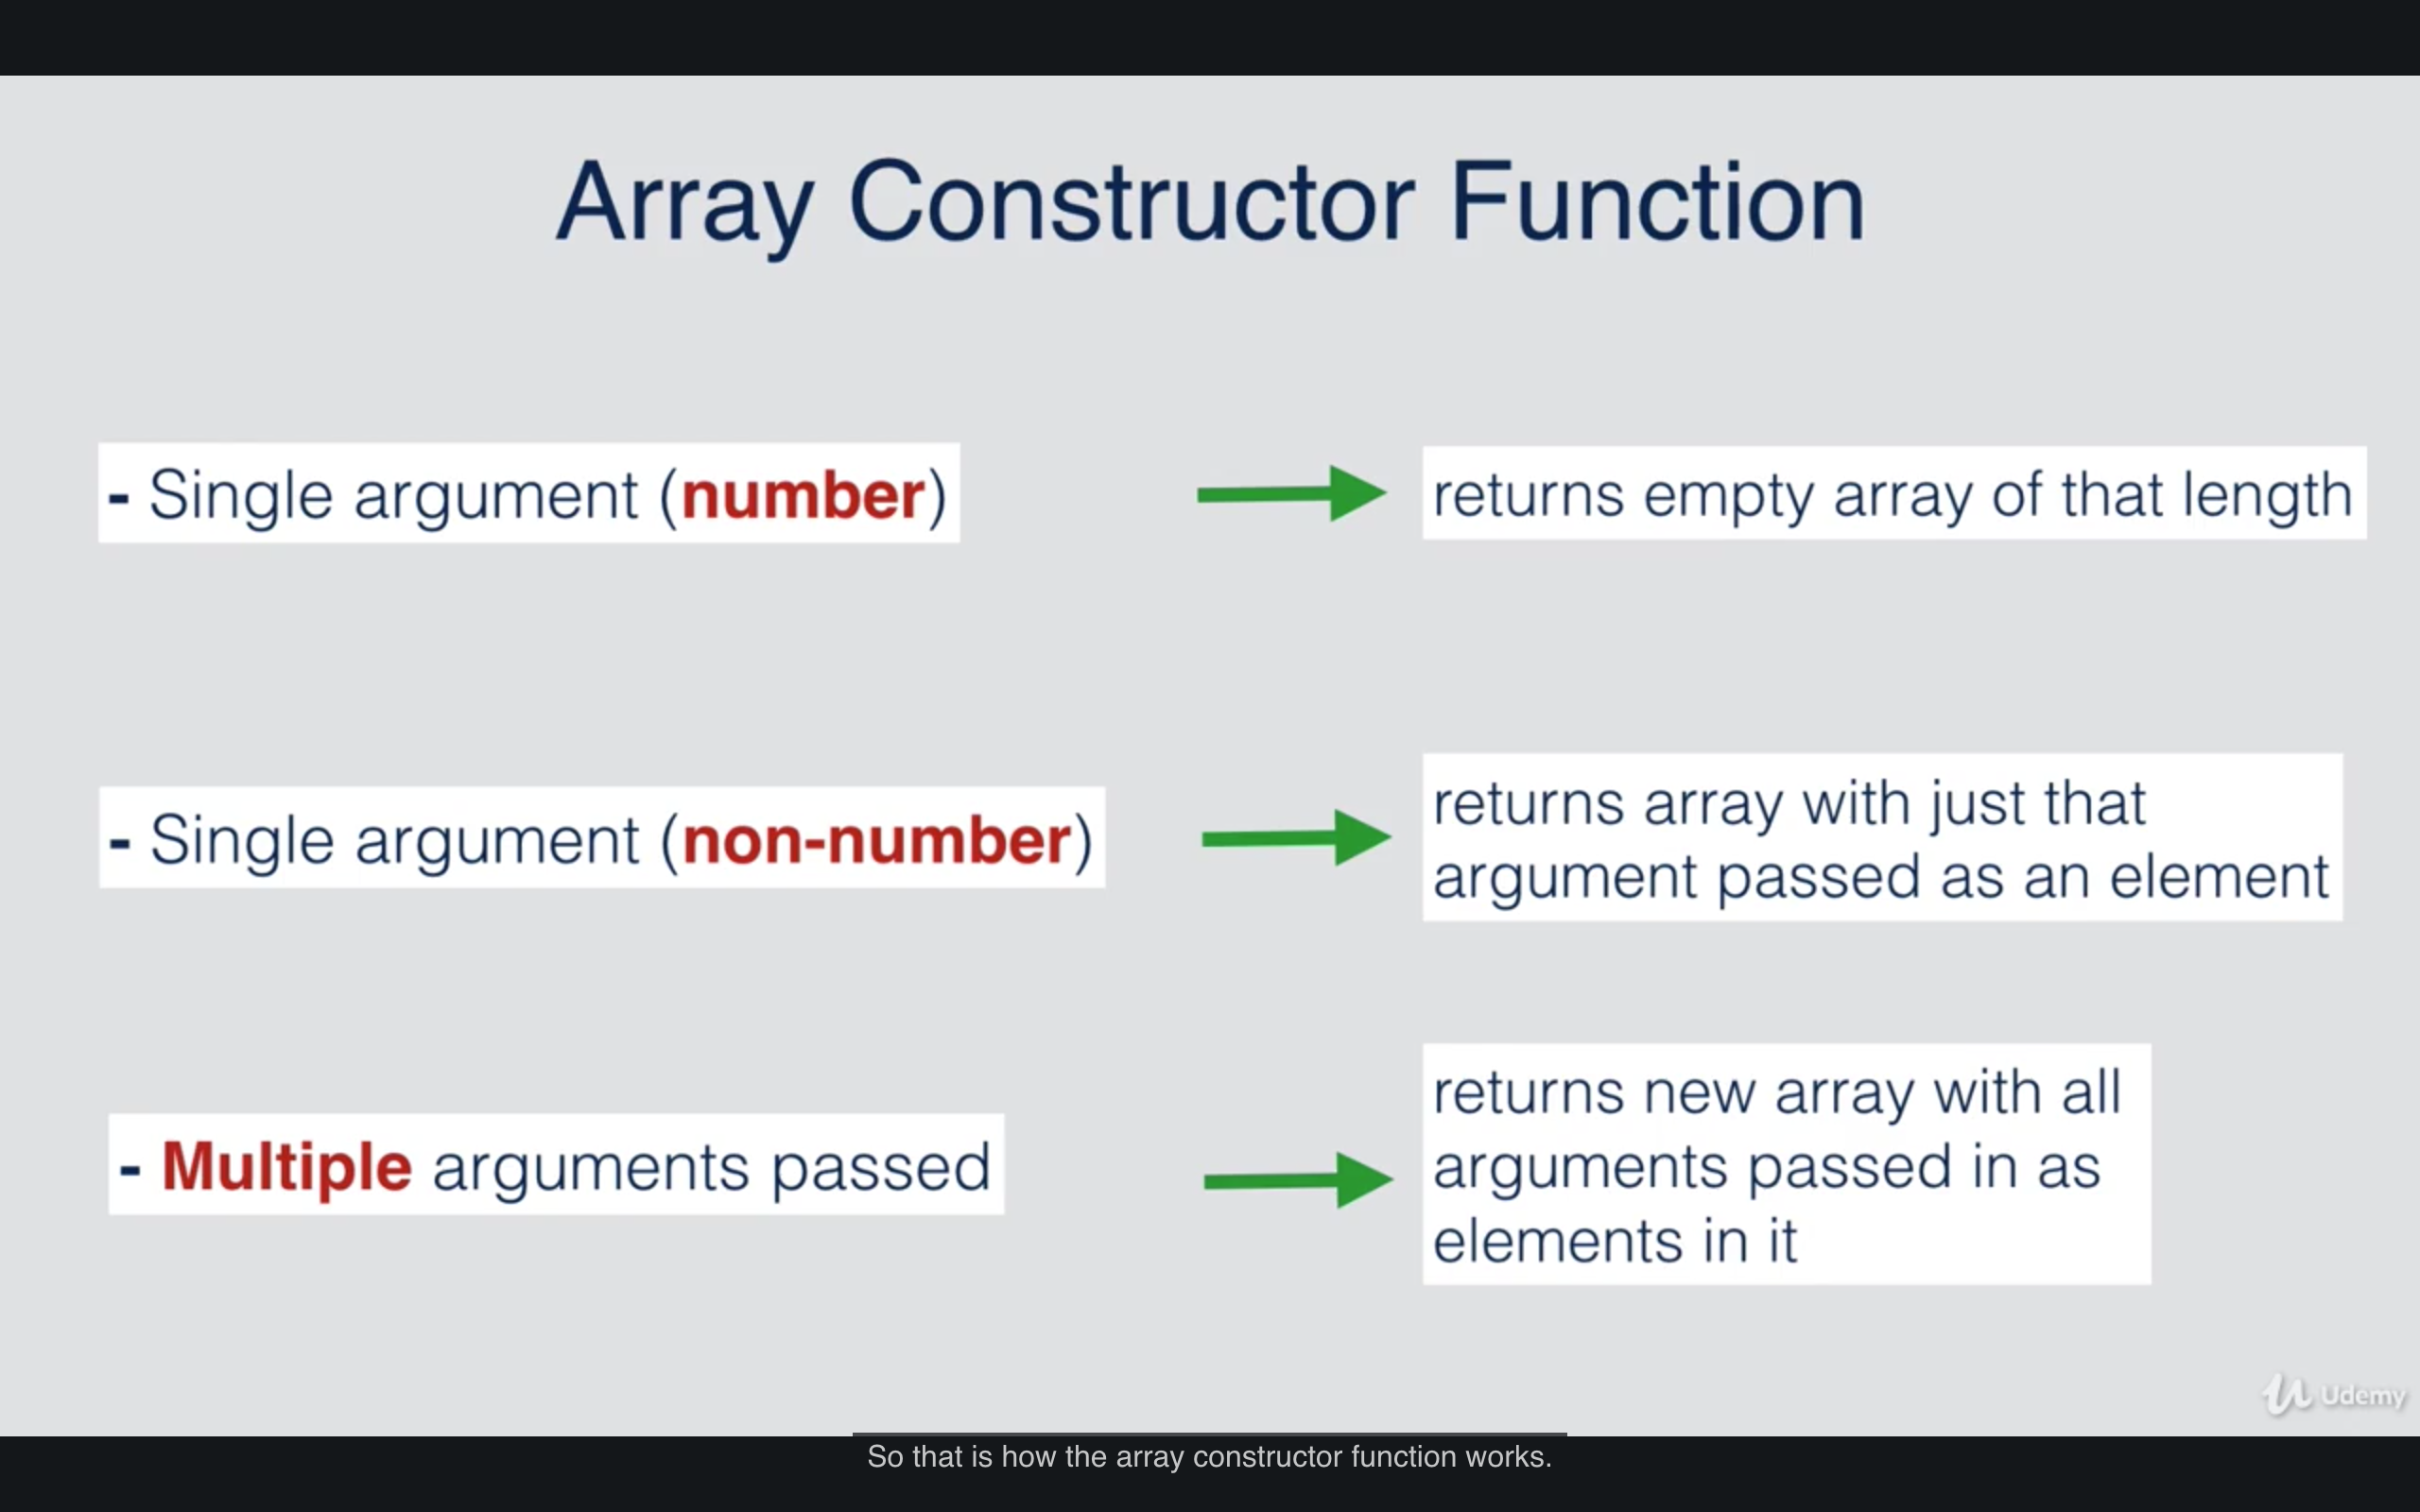 Array Constructor Function
- Single argument (number)
returns empty array of that length
- Single argument (non-number)
returns array with just that
argument passed as an element
- Multiple arguments passed
returns new array with all
arguments passed in as
elements in it
Udemy
So that is how the array constructor function works.